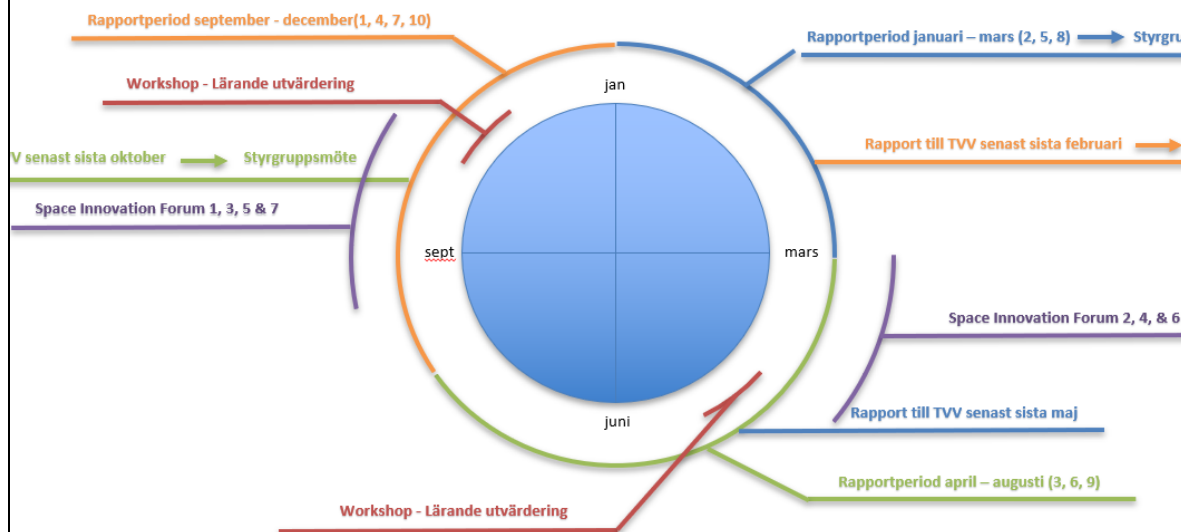 Rapportperiod september - december(1, 4, 7, 10)
Rapportperiod januari – mars (2, 5, 8)
Workshop - Lärande utvärdering
jan
Rapport till TVV senast sista februari
senast sista oktober
Styrgruppsmöte
Space Innovation Forum 1, 3, 5 & 7
sept
mars
Space Innovation Forum 2, 4, & 6
Rapport till TVV senast sista maj
juni
Rapportperiod april – augusti (3, 6, 9)
Workshop - Lärande utvärdering